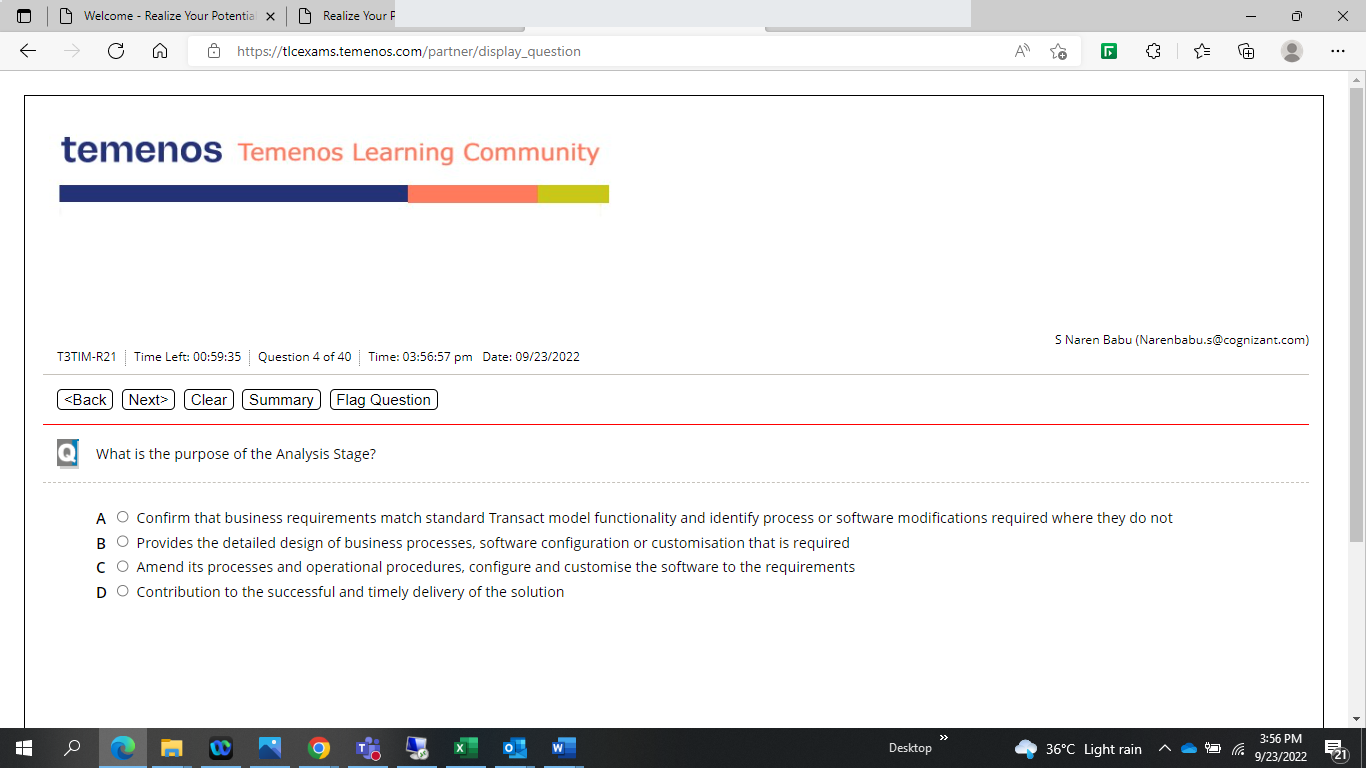 Welcome - Realize Your Potentia
Realize Your P
https://tlcexams.temenos.com/partner/display_question
temenos Temenos Learning Community
S Naren Babu (Narenbabu.s@cognizant.com)
T3TIM-R21 Time Left: 00:59:35 Question 4 of 40 Time: 03:56:57 pm Date: 09/23/2022
<Back Next> Clear Summary Flag Question
Q What is the purpose of the Analysis Stage?
A Confirm that business requirements match standard Transact model functionality and identify process or software modifications required where they do not
B Provides the detailed design of business processes, software configuration or customisation that is required
C Amend its processes and operational procedures, configure and customise the software to the requirements
D Contribution to the successful and timely delivery of the solution
Desktop
36°C Light rain
3:56 PM
9/23/2022
21